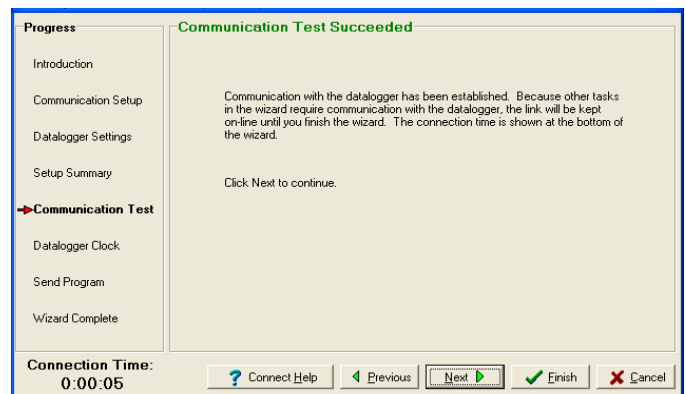 Progress
Introduction
Communication Setup
Datalogger Settings
Setup Summary
Communication Test
Datalogger Clock
Send Program
Wizard Complete
Communication Test Succeeded
Communication with the datalogger has been established. Because other tasks
in the wizard require communication with the datalogger, the link will be kept
on-line until you finish the wizard. The connection time is shown at the bottom of
the wizard.
Click Next to continue.
Connection Time:
0:00:05
? Connect Help
Previous
Next
Finish
Cancel